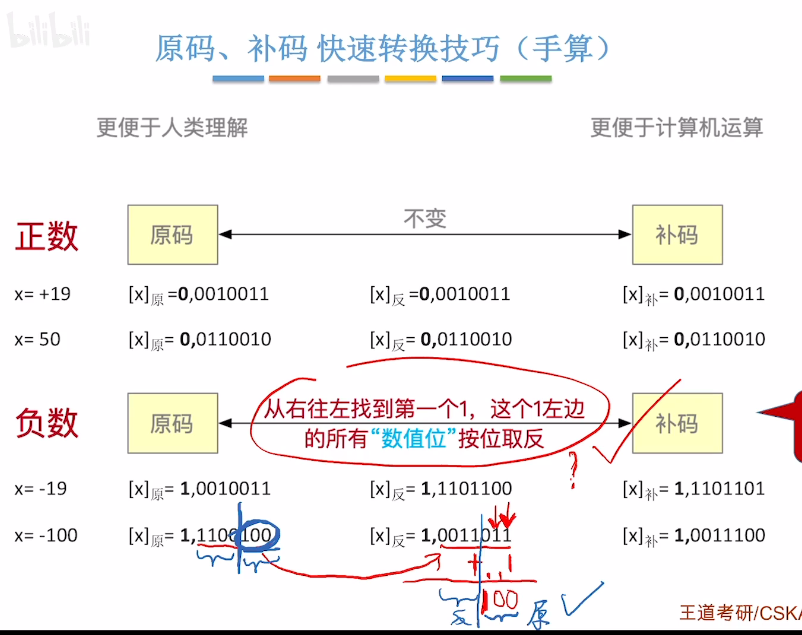 bilibili
原码、补码 快速转换技巧（手算）
更便于人类理解
更便于计算机运算
正数
原码
不变
补码
x= +19
[x]原 =0,0010011
[x]反 =0,0010011
[x]补= 0,0010011
x= 50
[x]原= 0,0110010
[x]反= 0,0110010
[x]补= 0,0110010
负数
原码
从右往左找到第一个1，这个1左边
的所有“数值位”按位取反
补码
?
x= -19
[x]原= 1,0010011
[x]反= 1,1101100
[x]补= 1,1101101
x= -100
[x]原= 1,1100100
[x]反= 1,0011011
[x]补= 1,0011100
+ 1
100
反
原
王道考研/CSKA